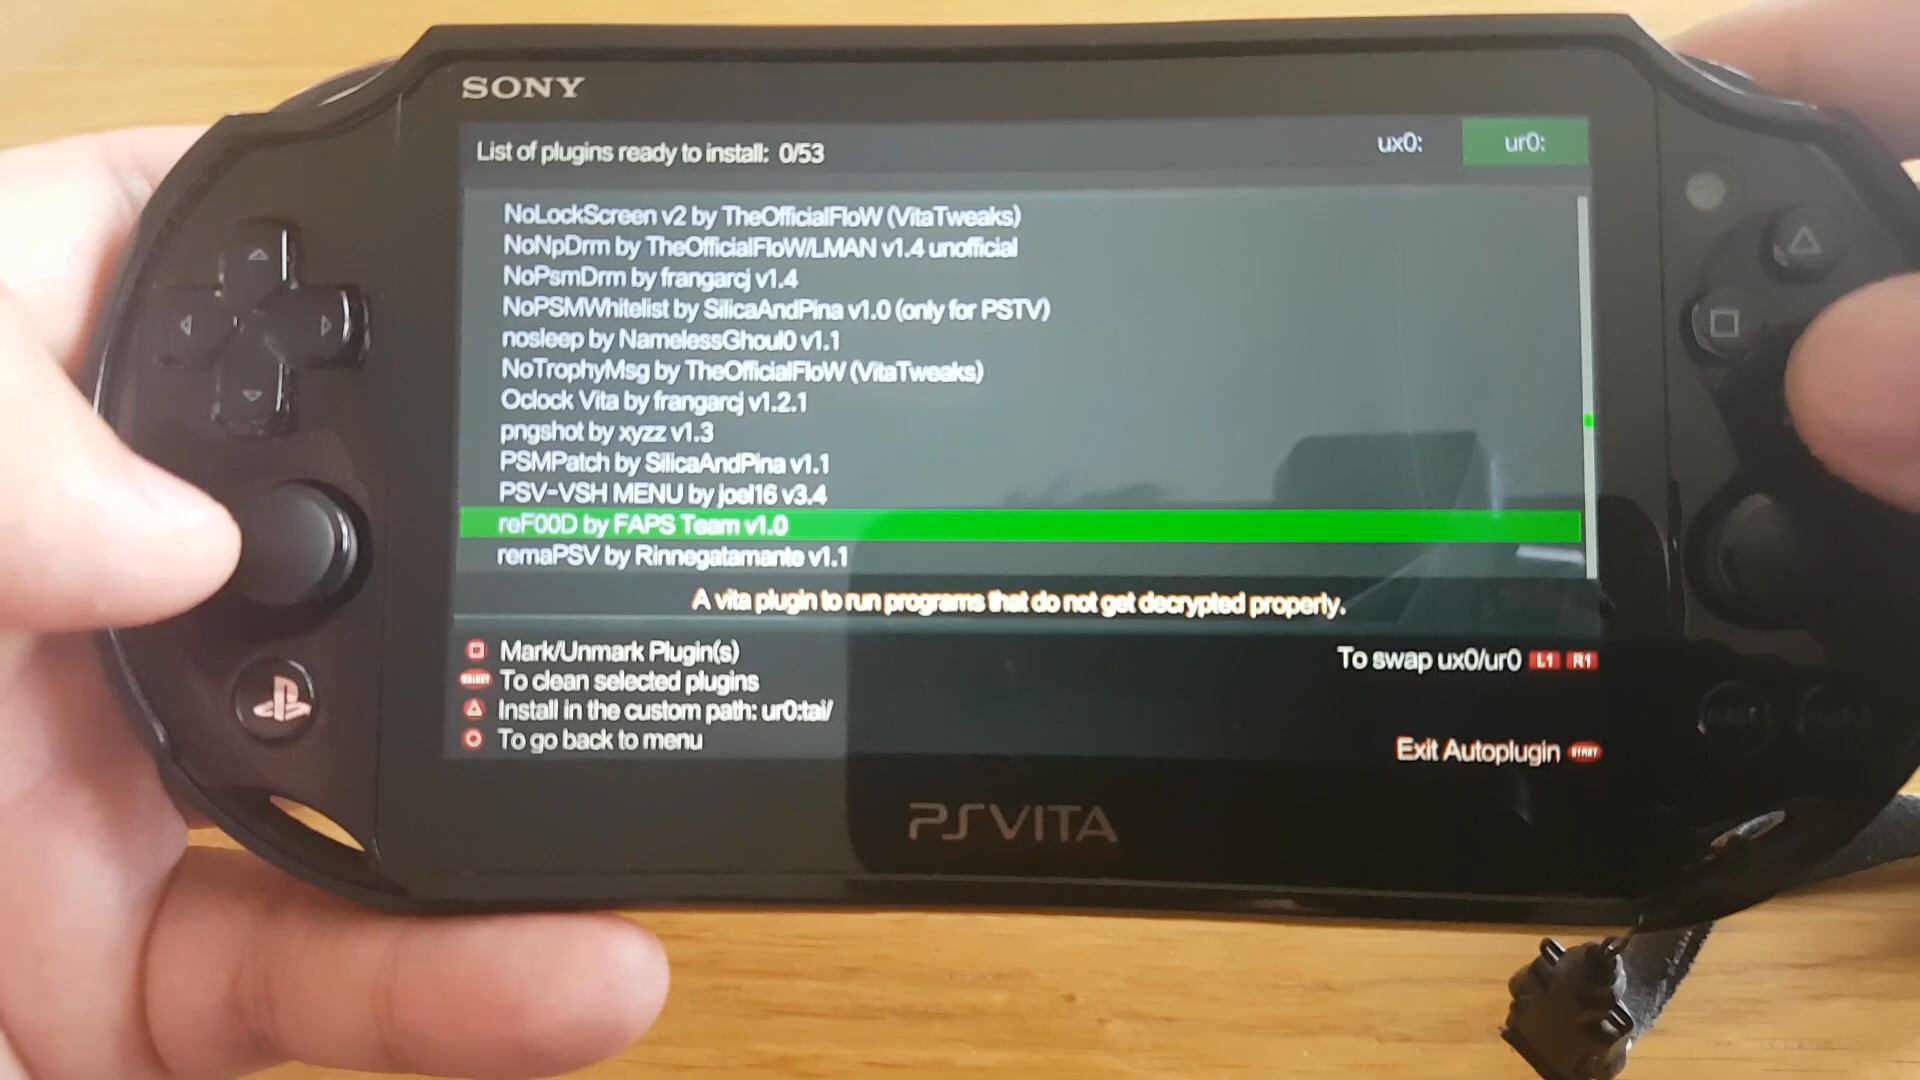 SONY
List of plugins ready to install: 0/53
ux0:
ur0:
NoLockScreen v2 by TheOfficialFloW (VitaTweaks)
NoNpDrm by TheOfficialFloW/LMAN v1.4 unofficial
NoPsmDrm by frangarcj v1.4
NoPSMWhitelist by SilicaAndPina v1.0 (only for PSTV)
nosleep by NamelessGhoul0 v1.1
NoTrophyMsg by TheOfficialFloW (VitaTweaks)
Oclock Vita by frangarcj v1.2.1
pngshot by xyzz v1.3
PSMPatch by SilicaAndPina v1.1
PSV-VSH MENU by joel16 v3.4
reF00D by FAPS Team v1.0
remaPSV by Rinnegatamante v1.1
A vita plugin to run programs that do not get decrypted properly.
Mark/Unmark Plugin(s)
SELECT To clean selected plugins
Install in the custom path: ur0:tai/
To go back to menu
To swap ux0/ur0 L1 R1
Exit Autoplugin START
PSVITA